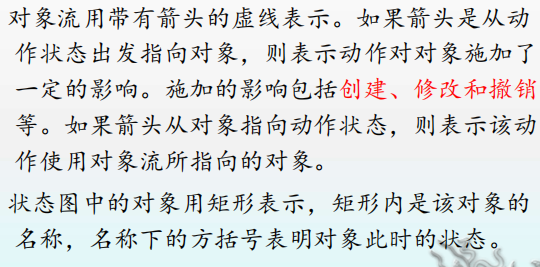 对象流用带有箭头的虚线表示。如果箭头是从动
作状态出发指向对象，则表示动作对对象施加了
一定的影响。施加的影响包括创建、修改和撤销
等。如果箭头从对象指向动作状态，则表示该动
作使用对象流所指向的对象。
状态图中的对象用矩形表示，矩形内是该对象的
名称，名称下的方括号表明对象此时的状态。